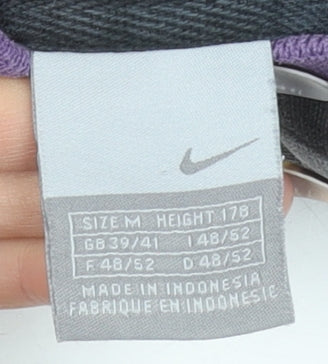 SIZE M HEIGHT 178
GB 39/41 I 48/52
F 48/52 D 48/52
MADE IN INDONESIA
FABRIQUE EN INDONESIE